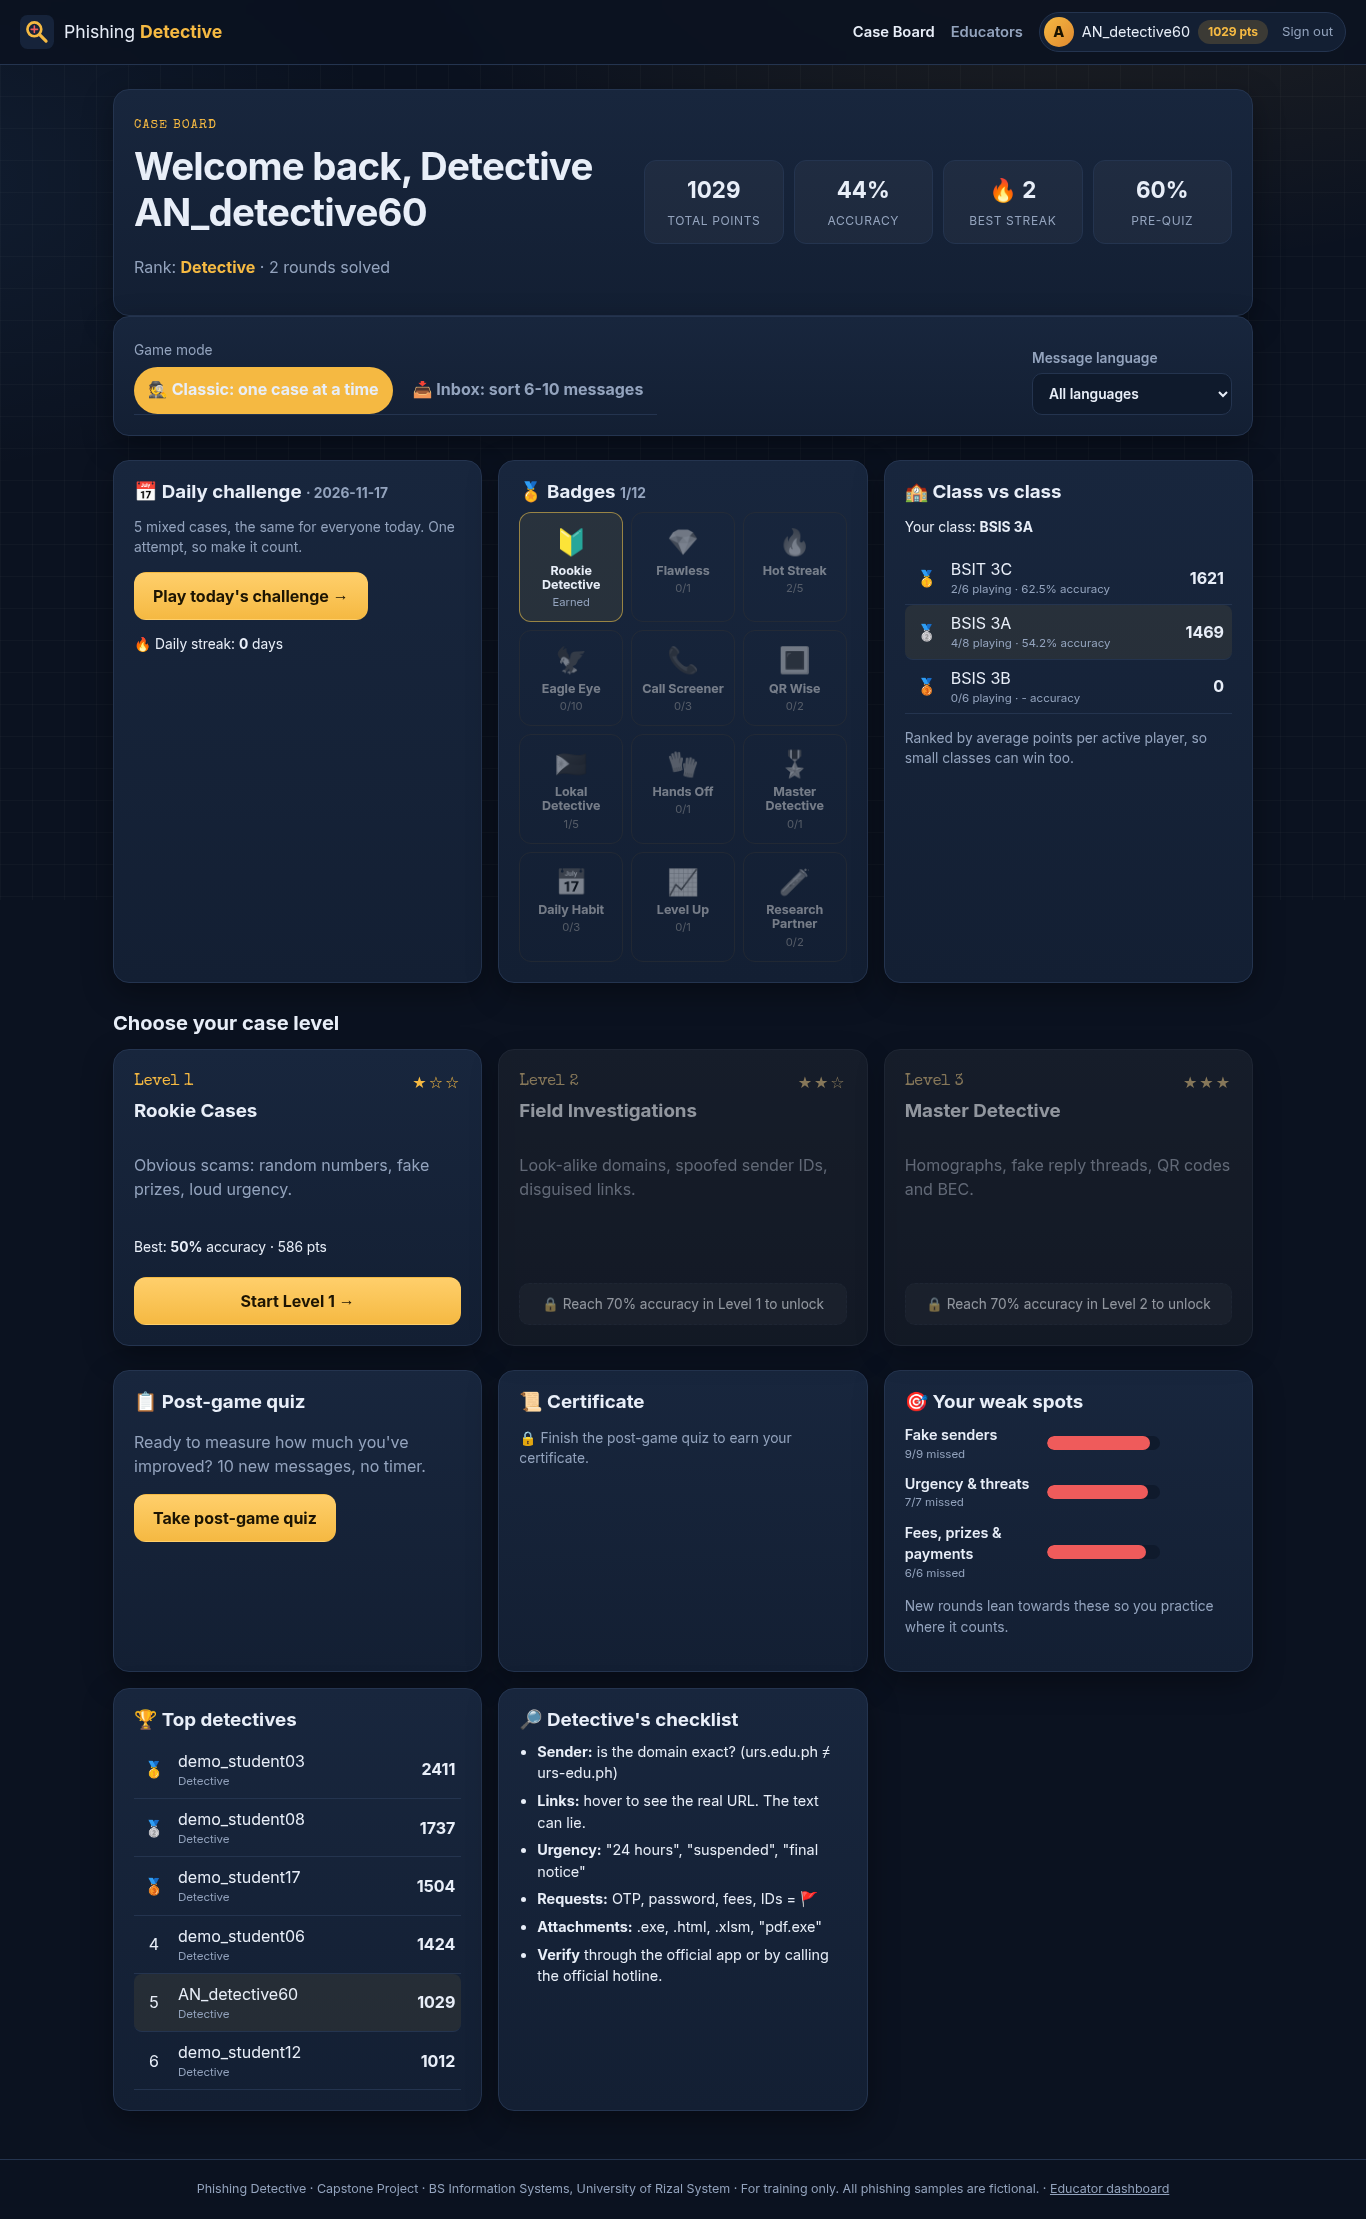 Phishing Detective
Case Board
Educators
A
AN_detective60
1029 pts
Sign out
CASE BOARD
Welcome back, Detective
AN_detective60
Rank: Detective · 2 rounds solved
1029
TOTAL POINTS
44%
ACCURACY
🔥 2
BEST STREAK
60%
PRE-QUIZ
Game mode
🕵️ Classic: one case at a time
📥 Inbox: sort 6-10 messages
Message language
All languages
📅 Daily challenge · 2026-11-17
5 mixed cases, the same for everyone today. One
attempt, so make it count.
Play today's challenge →
🔥 Daily streak: 0 days
🏅 Badges 1/12
Rookie
Detective
Earned
Flawless
0/1
Hot Streak
2/5
Eagle Eye
0/10
Call Screener
0/3
QR Wise
0/2
Lokal
Detective
1/5
Hands Off
0/1
Master
Detective
0/1
Daily Habit
0/3
Level Up
0/1
Research
Partner
0/2
🏫 Class vs class
Your class: BSIS 3A
🥇 BSIT 3C
2/6 playing · 62.5% accuracy
1621
🥈 BSIS 3A
4/8 playing · 54.2% accuracy
1469
🥉 BSIS 3B
0/6 playing · - accuracy
0
Ranked by average points per active player, so
small classes can win too.
Choose your case level
Level 1
★☆☆
Rookie Cases
Obvious scams: random numbers, fake
prizes, loud urgency.
Best: 50% accuracy · 586 pts
Start Level 1 →
Level 2
★★☆
Field Investigations
Look-alike domains, spoofed sender IDs,
disguised links.
🔒 Reach 70% accuracy in Level 1 to unlock
Level 3
★★★
Master Detective
Homographs, fake reply threads, QR codes
and BEC.
🔒 Reach 70% accuracy in Level 2 to unlock
📋 Post-game quiz
Ready to measure how much you've
improved? 10 new messages, no timer.
Take post-game quiz
📜 Certificate
🔒 Finish the post-game quiz to earn your
certificate.
🎯 Your weak spots
Fake senders
9/9 missed
Urgency & threats
7/7 missed
Fees, prizes &
payments
6/6 missed
New rounds lean towards these so you practice
where it counts.
🏆 Top detectives
🥇 demo_student03
Detective
2411
🥈 demo_student08
Detective
1737
🥉 demo_student17
Detective
1504
4 demo_student06
Detective
1424
5 AN_detective60
Detective
1029
6 demo_student12
Detective
1012
🔎 Detective's checklist
• Sender: is the domain exact? (urs.edu.ph ≠
urs-edu.ph)
• Links: hover to see the real URL. The text
can lie.
• Urgency: "24 hours", "suspended", "final
notice"
• Requests: OTP, password, fees, IDs = 🚩
• Attachments: .exe, .html, .xlsm, "pdf.exe"
• Verify through the official app or by calling
the official hotline.
Phishing Detective · Capstone Project · BS Information Systems, University of Rizal System · For training only. All phishing samples are fictional. · Educator dashboard